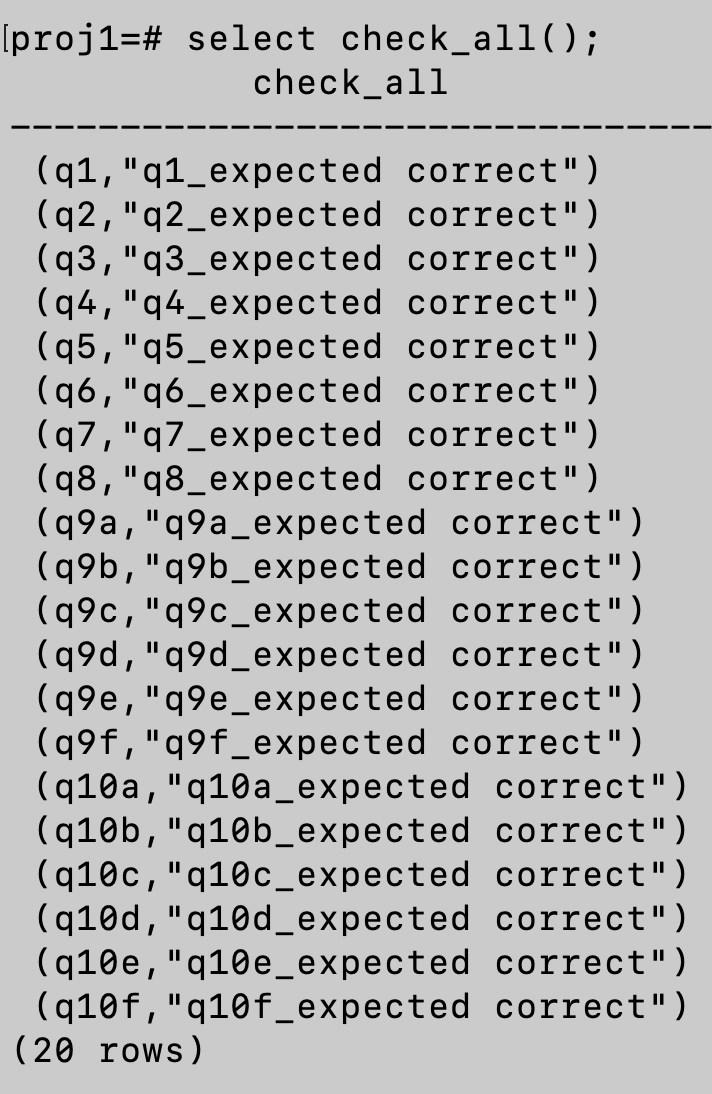 [proj1=# select check_all();
check_all
--------------------------------
(q1,"q1_expected correct")
(q2,"q2_expected correct")
(q3,"q3_expected correct")
(q4,"q4_expected correct")
(q5,"q5_expected correct")
(q6,"q6_expected correct")
(q7,"q7_expected correct")
(q8,"q8_expected correct")
(q9a,"q9a_expected correct")
(q9b,"q9b_expected correct")
(q9c,"q9c_expected correct")
(q9d,"q9d_expected correct")
(q9e,"q9e_expected correct")
(q9f,"q9f_expected correct")
(q10a,"q10a_expected correct")
(q10b,"q10b_expected correct")
(q10c,"q10c_expected correct")
(q10d,"q10d_expected correct")
(q10e,"q10e_expected correct")
(q10f,"q10f_expected correct")
(20 rows)